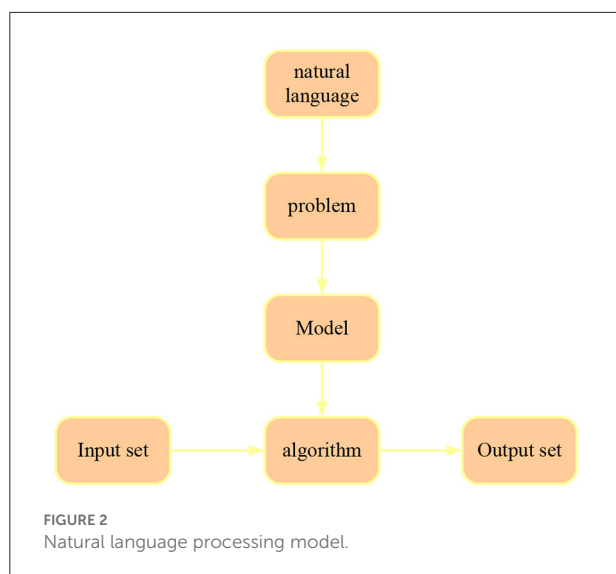 natural
language
problem
Model
Input set
algorithm
Output set
FIGURE 2
Natural language processing model.